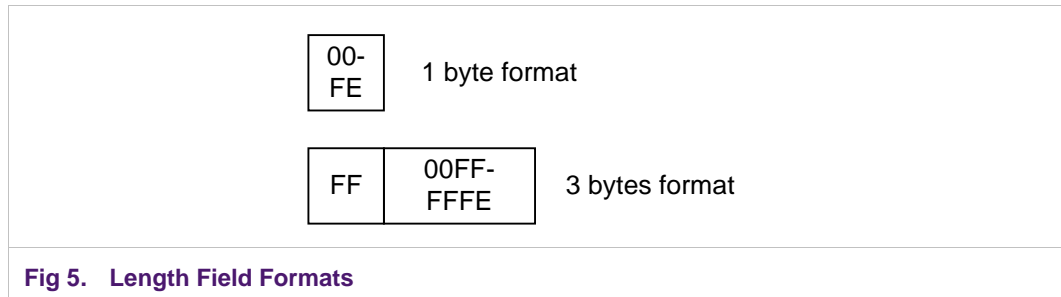 00-
FE
1 byte format
FF
00FF-
FFFE
3 bytes format
Fig 5. Length Field Formats